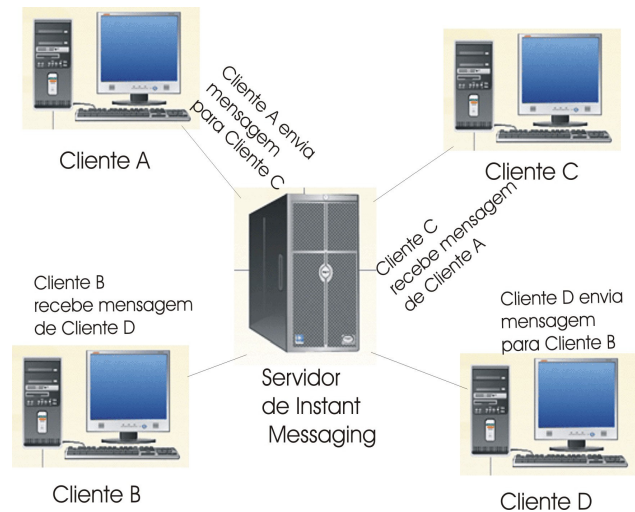 Cliente A envia
mensagem
para Cliente C
Cliente A
Cliente C
Cliente C
recebe mensagem
de Cliente A
Cliente B
recebe mensagem
de Cliente D
Cliente D envia
mensagem
para Cliente B
Servidor
de Instant
Messaging
Cliente B
Cliente D